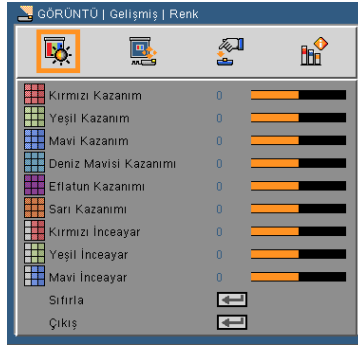 GÖRÜNTÜ | Gelişmiş | Renk
Kırmızı Kazanım 0
Yeşil Kazanım 0
Mavi Kazanım 0
Deniz Mavisi Kazanımı 0
Eflatun Kazanımı 0
Sarı Kazanımı 0
Kırmızı İnceayar 0
Yeşil İnceayar 0
Mavi İnceayar 0
Sıfırla
Çıkış